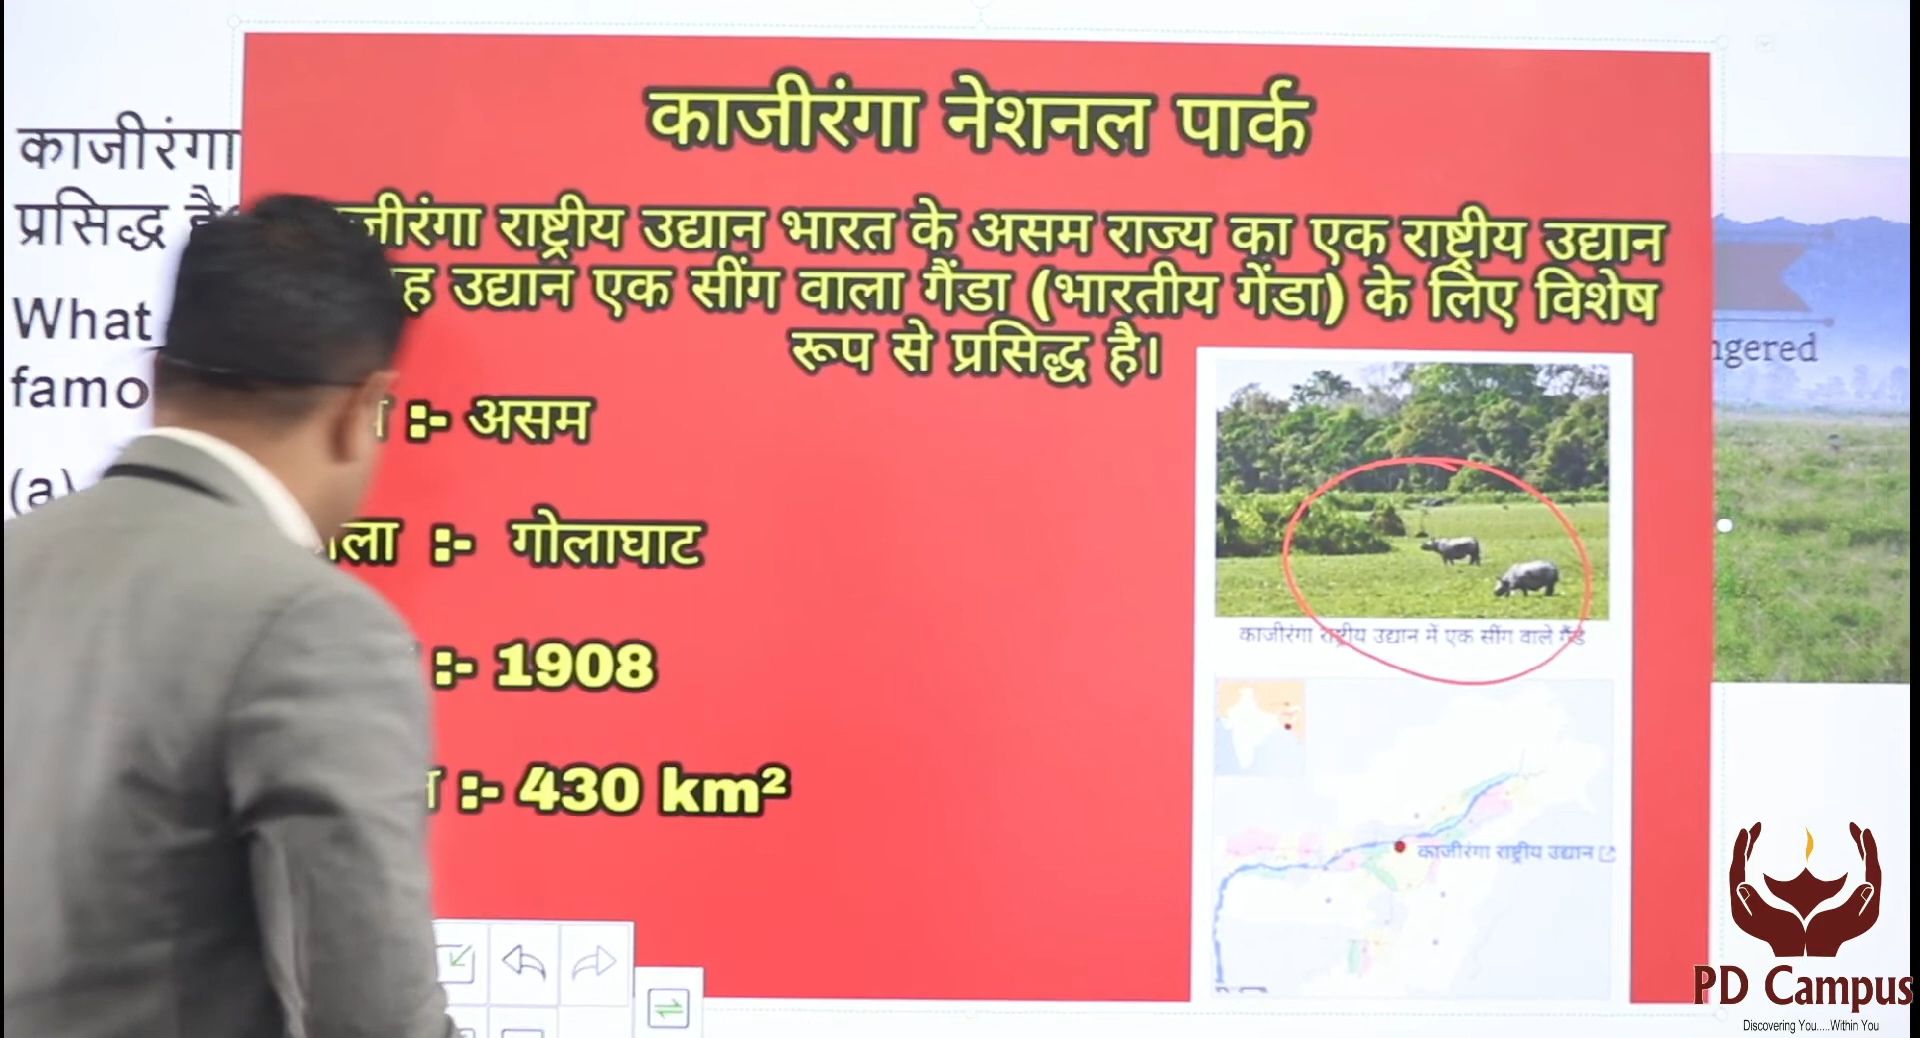 काजीरंगा नेशनल पार्क
राष्ट्रीय उद्यान भारत के असम राज्य का एक राष्ट्रीय उद्यान
उद्यान एक सींग वाला गैंडा (भारतीय गेंडा) के लिए विशेष
रूप से प्रसिद्ध है।
:- असम
:- गोलाघाट
:- 1908
:- 430 km²
काजीरंगा राष्ट्रीय उद्यान में एक सींग वाले गैंडे
काजीरंगा राष्ट्रीय उद्यान
काजीरंगा
प्रसिद्ध है
What
famo
(a)
ngered
PD Campus
Discovering You.....Within You